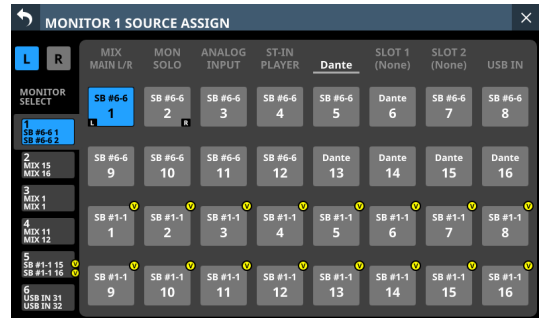 MONITOR 1 SOURCE ASSIGN
L R
MIX MAIN L/R
MON SOLO
ANALOG INPUT
ST-IN PLAYER
Dante
SLOT 1 (None)
SLOT 2 (None)
USB IN
MONITOR SELECT
1
SB #6-6 1
SB #6-6 2
2
MIX 15
MIX 16
3
MIX 1
MIX 1
4
MIX 11
MIX 12
5
SB #1-1 15 V
SB #1-1 16 V
6
USB IN 31
USB IN 32
SB #6-6 1 L
SB #6-6 2 R
SB #6-6 3
SB #6-6 4
SB #6-6 5
Dante 6
SB #6-6 7
SB #6-6 8
SB #6-6 9
SB #6-6 10
SB #6-6 11
SB #6-6 12
Dante 13
Dante 14
Dante 15
Dante 16
SB #1-1 1 V
SB #1-1 2 V
SB #1-1 3 V
SB #1-1 4 V
SB #1-1 5 V
SB #1-1 6 V
SB #1-1 7 V
SB #1-1 8 V
SB #1-1 9 V
SB #1-1 10 V
SB #1-1 11 V
SB #1-1 12 V
SB #1-1 13 V
SB #1-1 14 V
SB #1-1 15 V
SB #1-1 16 V